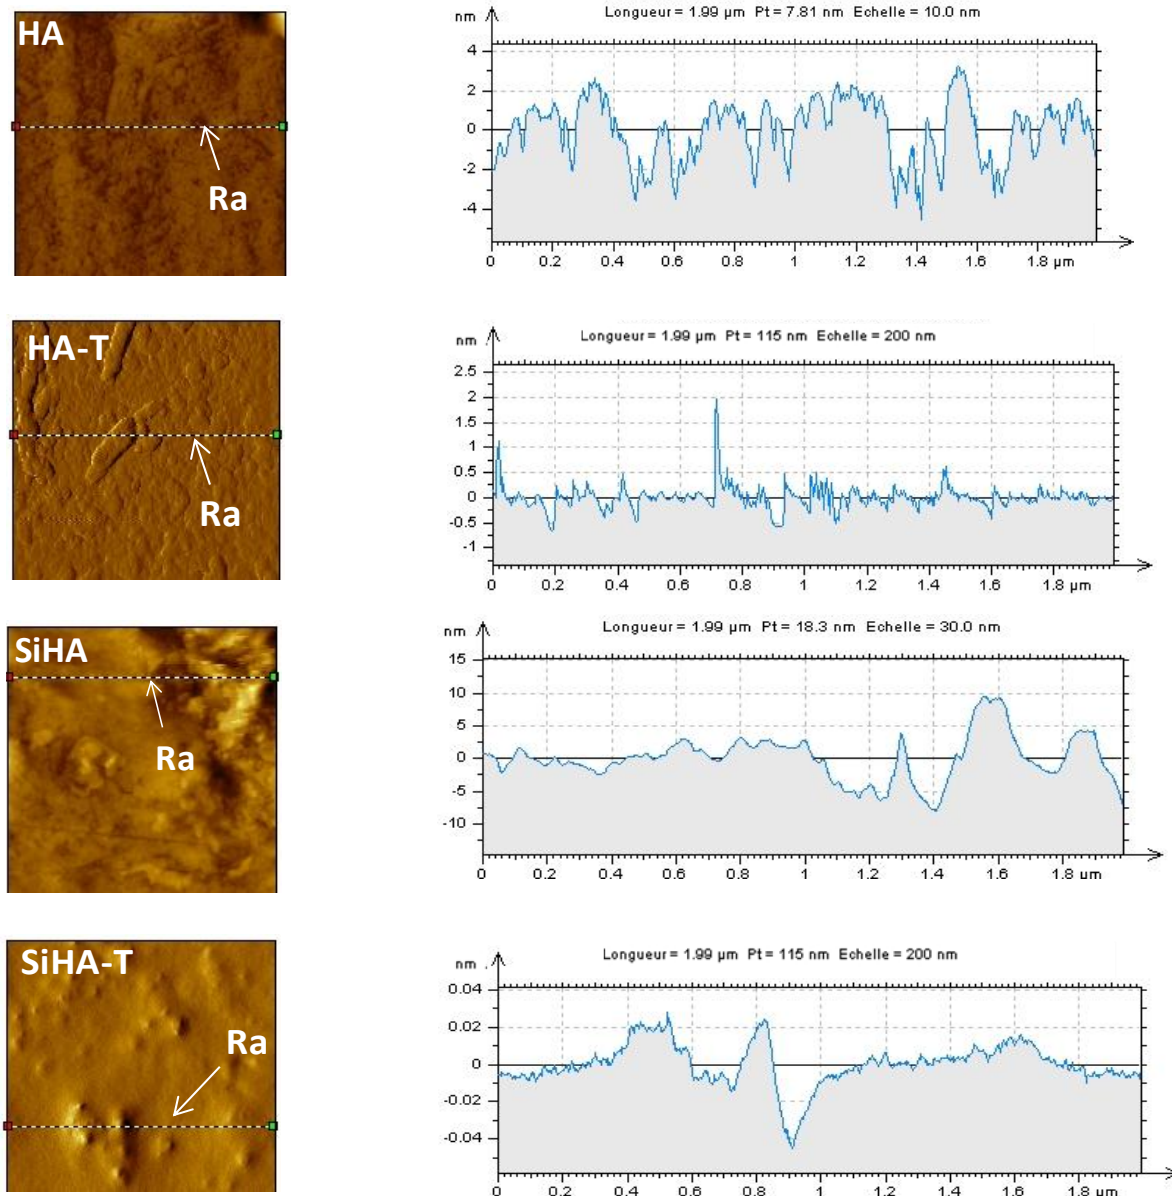 HA
Ra
Longueur = 1.99 µm Pt = 7.81 nm Echelle = 10.0 nm
nm
4
2
0
-2
-4
0 0.2 0.4 0.6 0.8 1 1.2 1.4 1.6 1.8 µm
HA-T
Ra
Longueur = 1.99 µm Pt = 115 nm Echelle = 200 nm
nm
2.5
2
1.5
1
0.5
0
-0.5
-1
0 0.2 0.4 0.6 0.8 1 1.2 1.4 1.6 1.8 µm
SiHA
Ra
Longueur = 1.99 µm Pt = 18.3 nm Echelle = 30.0 nm
nm
15
10
5
0
-5
-10
0 0.2 0.4 0.6 0.8 1 1.2 1.4 1.6 1.8 µm
SiHA-T
Ra
Longueur = 1.99 µm Pt = 115 nm Echelle = 200 nm
nm
0.04
0.02
0
-0.02
-0.04
0 0.2 0.4 0.6 0.8 1 1.2 1.4 1.6 1.8 µm